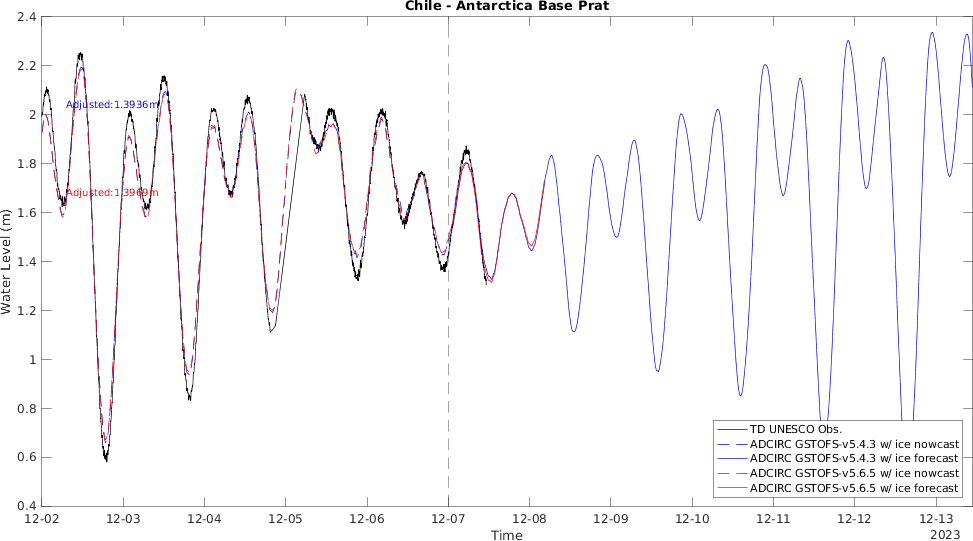 Chile - Antarctica Base Prat
2.4
2.2
2
1.8
1.6
1.4
1.2
1
0.8
0.6
0.4
Water Level (m)
Adjusted:1.3936m
Adjusted:1.3969m
TD UNESCO Obs.
ADCIRC GSTOFS-v5.4.3 w/ ice nowcast
ADCIRC GSTOFS-v5.4.3 w/ ice forecast
ADCIRC GSTOFS-v5.6.5 w/ ice nowcast
ADCIRC GSTOFS-v5.6.5 w/ ice forecast
12-02 12-03 12-04 12-05 12-06 12-07 12-08 12-09 12-10 12-11 12-12 12-13
Time
2023